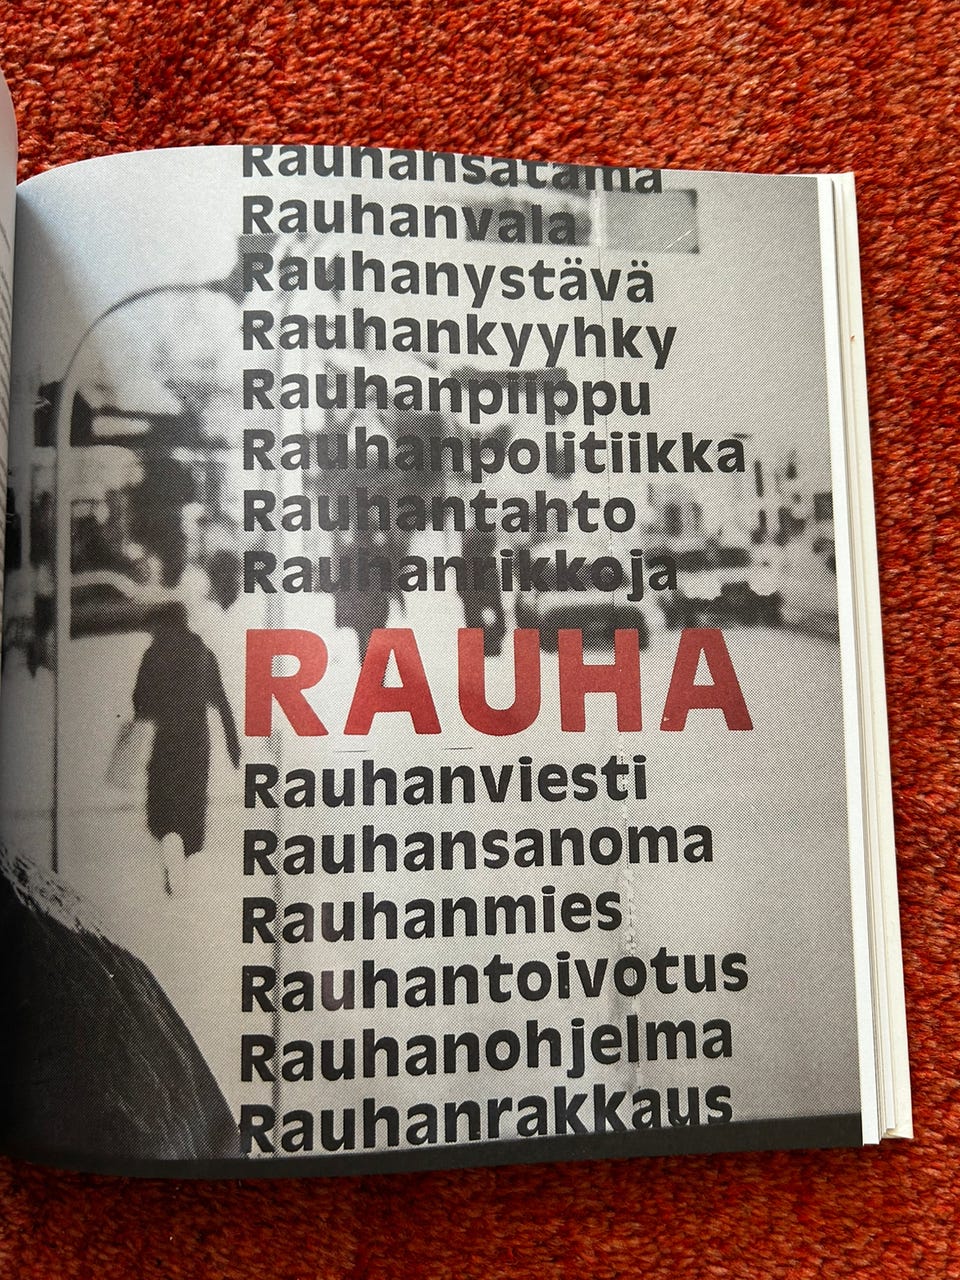 Rauhansatama
Rauhanvala
Rauhanystävä
Rauhankyyhky
Rauhanpiippu
Rauhanpolitiikka
Rauhantahto
Rauhanrikkoja
RAUHA
Rauhanviesti
Rauhansanoma
Rauhanmies
Rauhantoivotus
Rauhanohjelma
Rauhanrakkaus